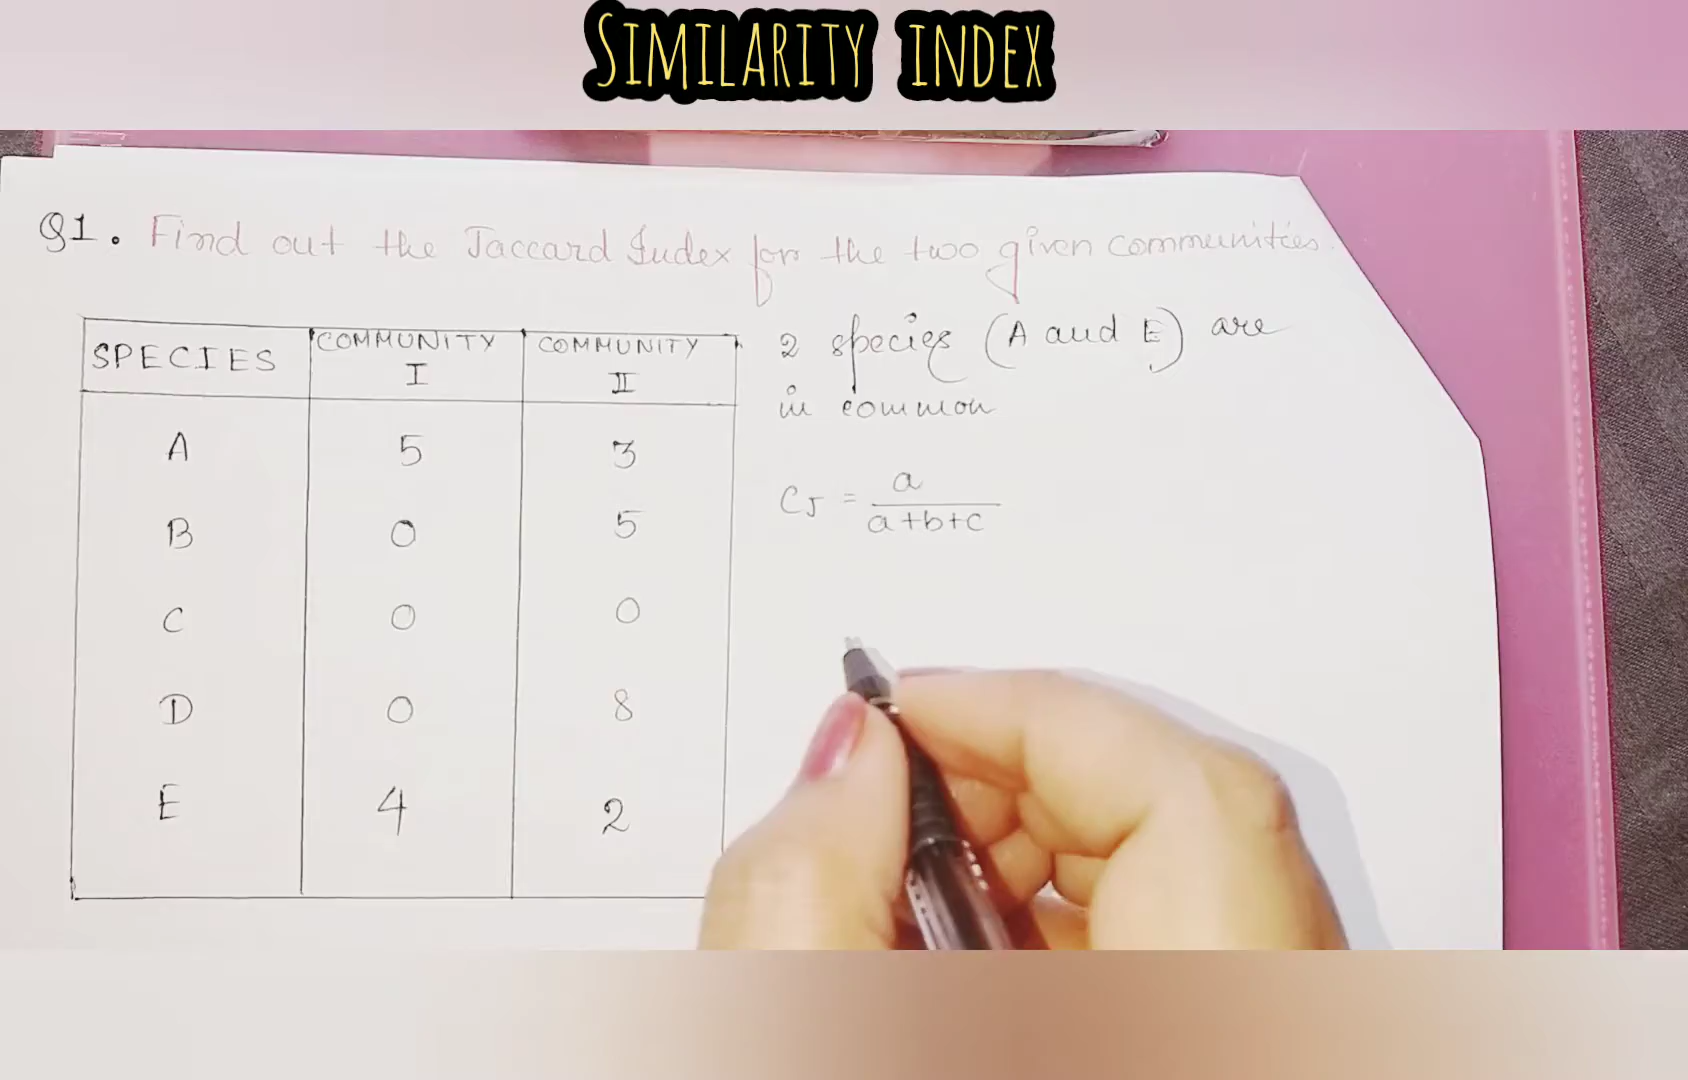 SIMILARITY INDEX
Q1. Find out the Jaccard Index for the two given communities.
SPECIES COMMUNITY I COMMUNITY II
A 5 3
B 0 5
C 0 0
D 0 8
E 4 2
2 species (A and E) are
in common
CJ = a
a+b+c